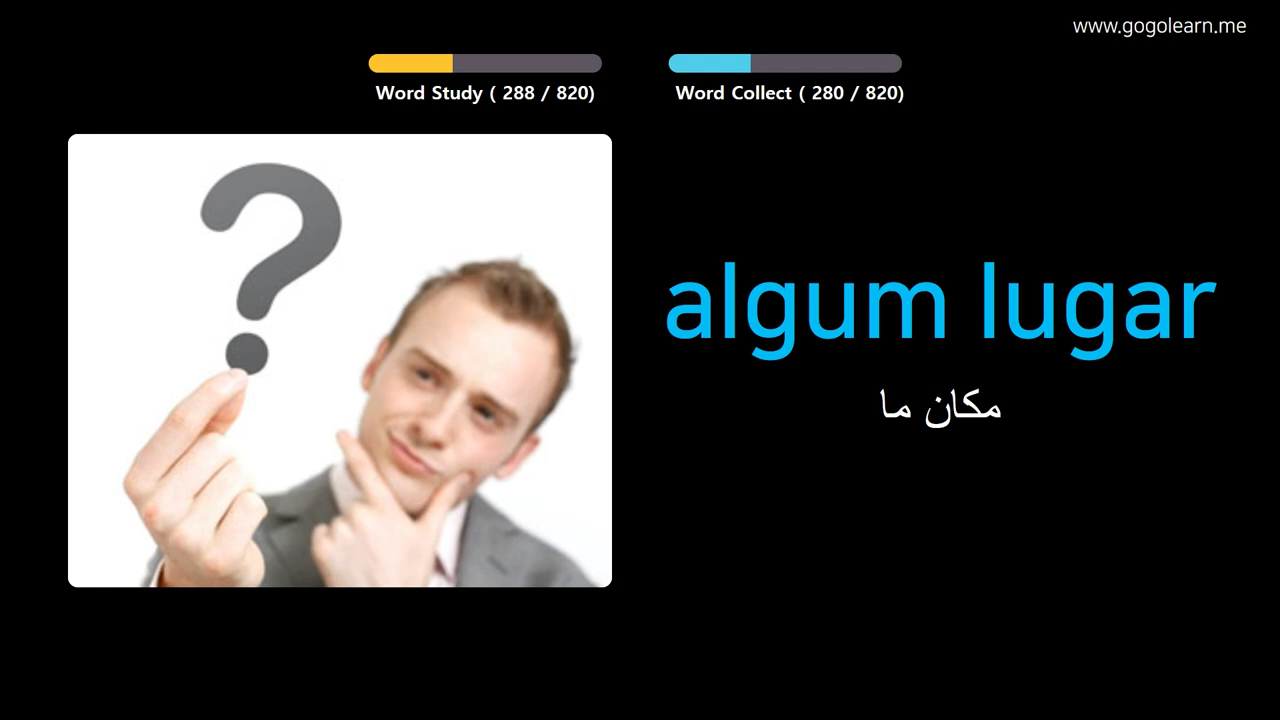 www.gogolearn.me
Word Study ( 288 / 820)
Word Collect ( 280 / 820)
?
algum lugar
مكان ما